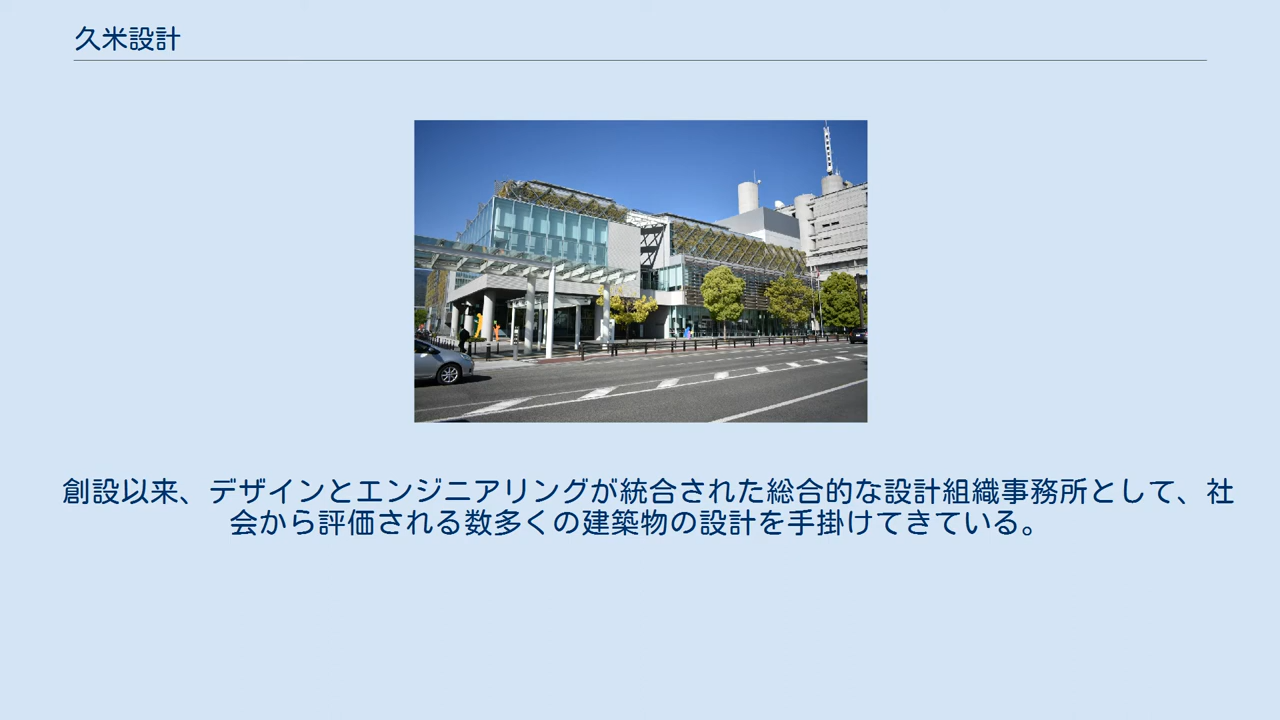 久米設計
創設以来、デザインとエンジニアリングが統合された総合的な設計組織事務所として、社
会から評価される数多くの建築物の設計を手掛けてきている。